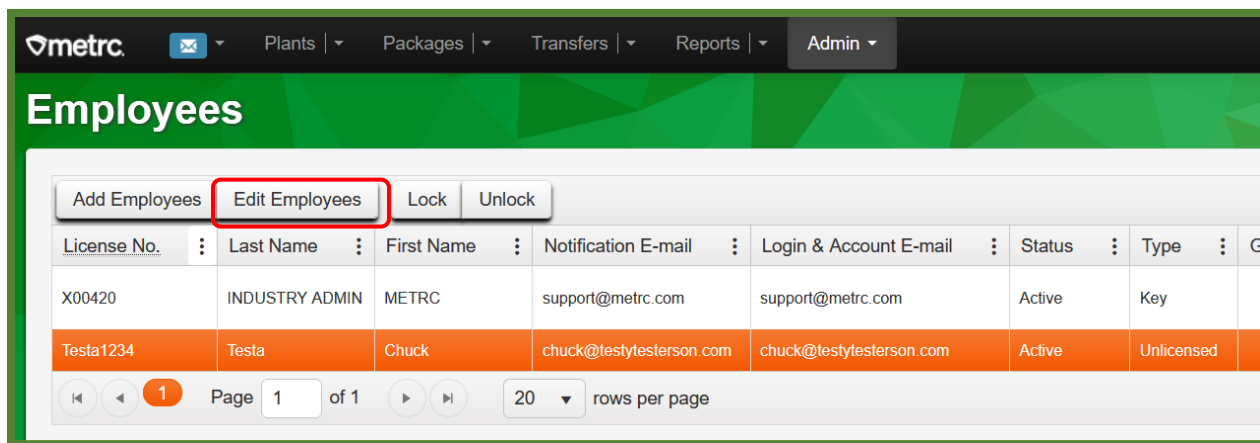 metrc. Plants Packages Transfers Reports Admin
Employees
Add Employees Edit Employees Lock Unlock
License No. Last Name First Name Notification E-mail Login & Account E-mail Status Type G
X00420 INDUSTRY ADMIN METRC support@metrc.com support@metrc.com Active Key
Testa1234 Testa Chuck chuck@testytesterson.com chuck@testytesterson.com Active Unlicensed
1 Page 1 of 1 20 rows per page